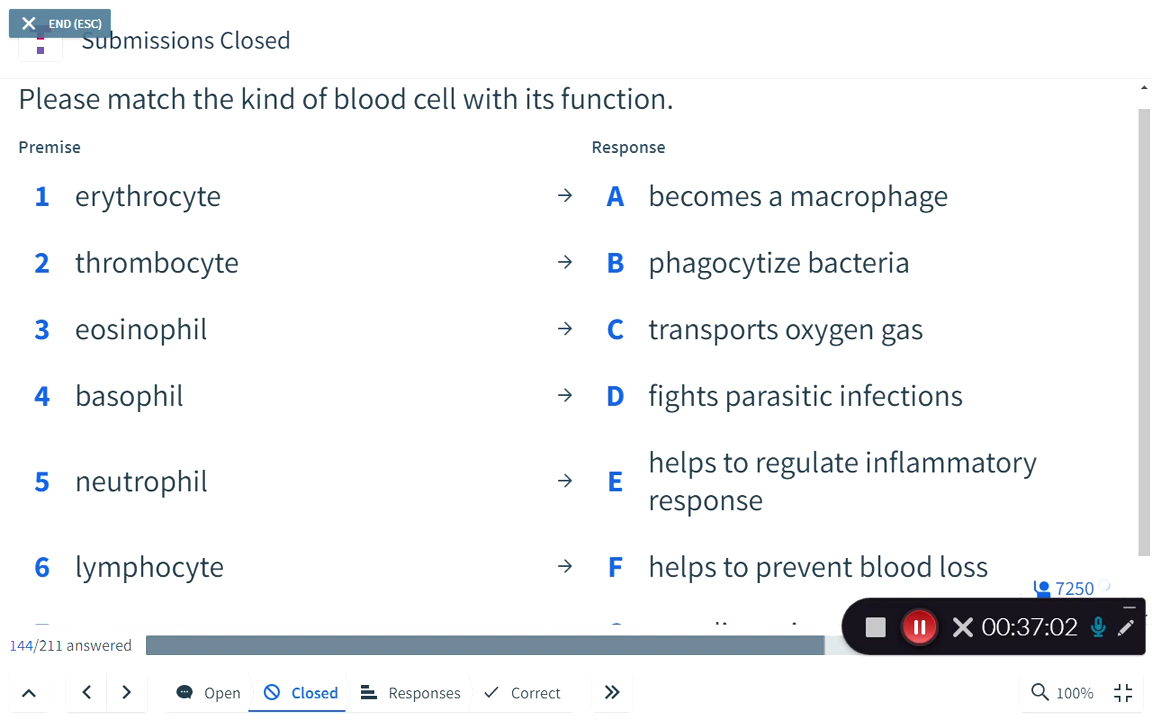 END (ESC)
Submissions Closed
Please match the kind of blood cell with its function.
Premise
Response
1 erythrocyte → A becomes a macrophage
2 thrombocyte → B phagocytize bacteria
3 eosinophil → C transports oxygen gas
4 basophil → D fights parasitic infections
5 neutrophil → E helps to regulate inflammatory
response
6 lymphocyte → F helps to prevent blood loss
7250
00:37:02
144/211 answered
Open
Closed
Responses
Correct
100%